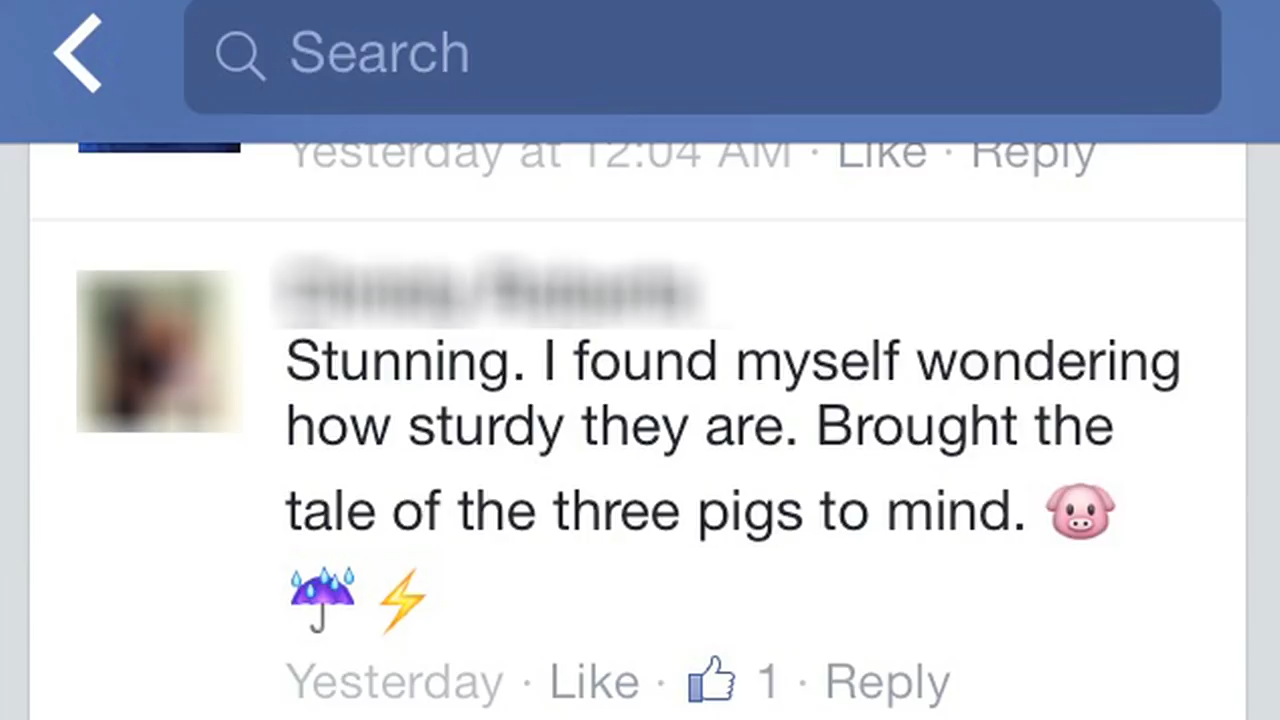 Search
Yesterday at 12:04 AM · Like · Reply
Stunning. I found myself wondering
how sturdy they are. Brought the
tale of the three pigs to mind. 🐷
☔ ⚡
Yesterday · Like · 👍 1 · Reply